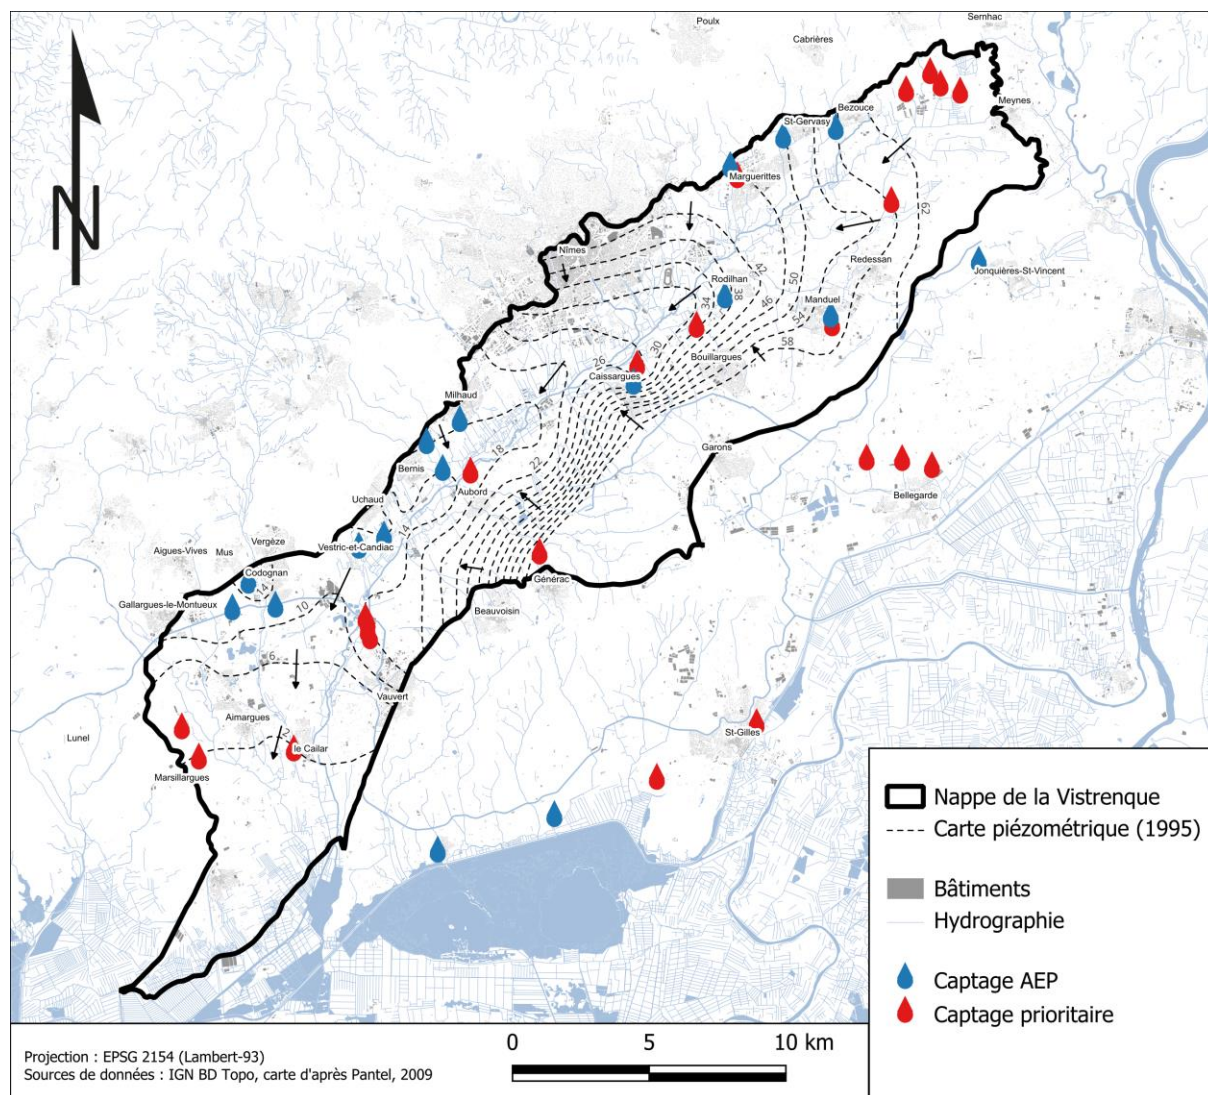 Poulx
Sernhac
Cabrières
Meynes
Bezouce
St-Gervasy
Marguerittes
62
Nîmes
Redessan
Jonquières-St-Vincent
42
50
Rodilhan
38
46
34
Manduel
54
58
30
Bouillargues
26
Caissargues
Milhaud
18
22
Garons
Bernis
Aubord
Bellegarde
Uchaud
14
Vergèze
Aigues-Vives
Mus
Vestric-et-Candiac
Codognan
14
Générac
Gallargues-le-Montueux
10
Beauvoisin
6
Vauvert
Aimargues
2
le Cailar
Lunel
St-Gilles
Marsillargues
N
Nappe de la Vistrenque
Carte piézométrique (1995)
Bâtiments
Hydrographie
Captage AEP
Captage prioritaire
0 5 10 km
Projection : EPSG 2154 (Lambert-93)
Sources de données : IGN BD Topo, carte d'après Pantel, 2009